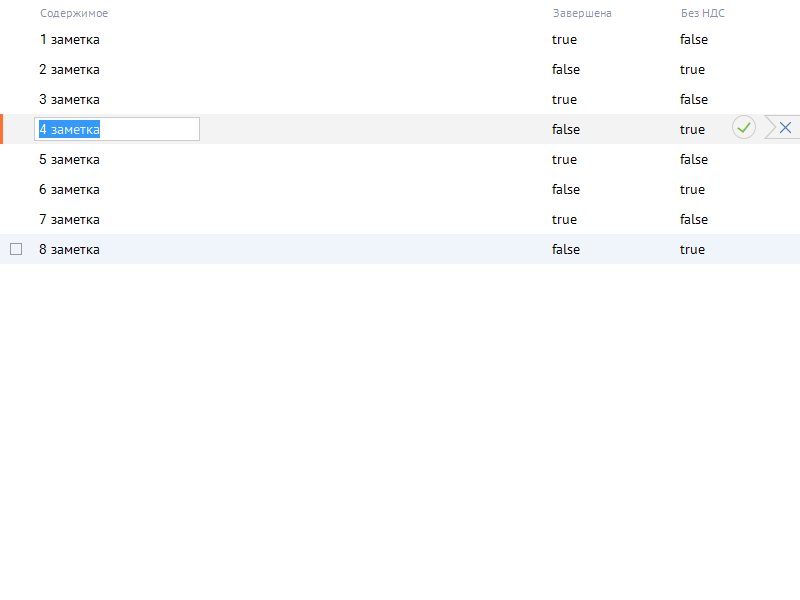 Содержимое Завершена Без НДС
1 заметка true false
2 заметка false true
3 заметка true false
4 заметка false true
5 заметка true false
6 заметка false true
7 заметка true false
8 заметка false true